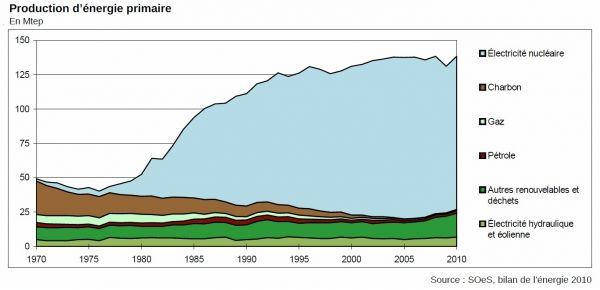 Production d'énergie primaire
En Mtep
150
125
100
75
50
25
0
1970
1975
1980
1985
1990
1995
2000
2005
2010
Électricité nucléaire
Charbon
Gaz
Pétrole
Autres renouvelables et
déchets
Électricité hydraulique
et éolienne
Source : SOeS, bilan de l'énergie 2010